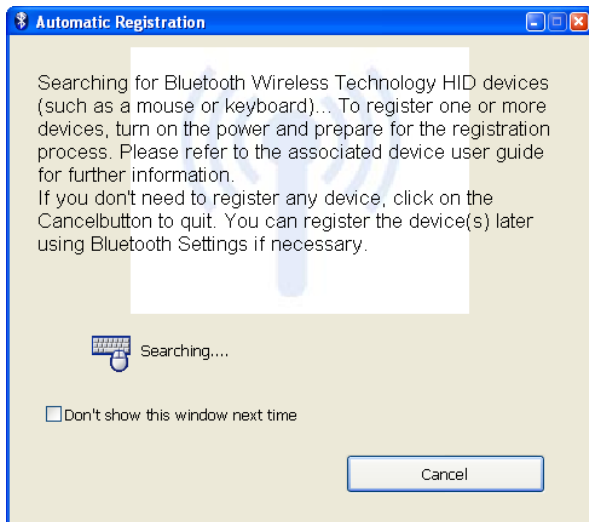 Automatic Registration
Searching for Bluetooth Wireless Technology HID devices
(such as a mouse or keyboard)... To register one or more
devices, turn on the power and prepare for the registration
process. Please refer to the associated device user guide
for further information.
If you don't need to register any device, click on the
Cancelbutton to quit. You can register the device(s) later
using Bluetooth Settings if necessary.
Searching....
Don't show this window next time
Cancel